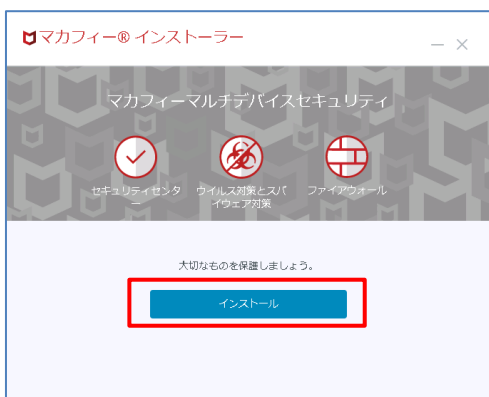 マカフィー® インストーラー
マカフィーマルチデバイスセキュリティ
セキュリティセンタ
ー
ウイルス対策とスパ
イウェア対策
ファイアウォール
大切なものを保護しましょう。
インストール